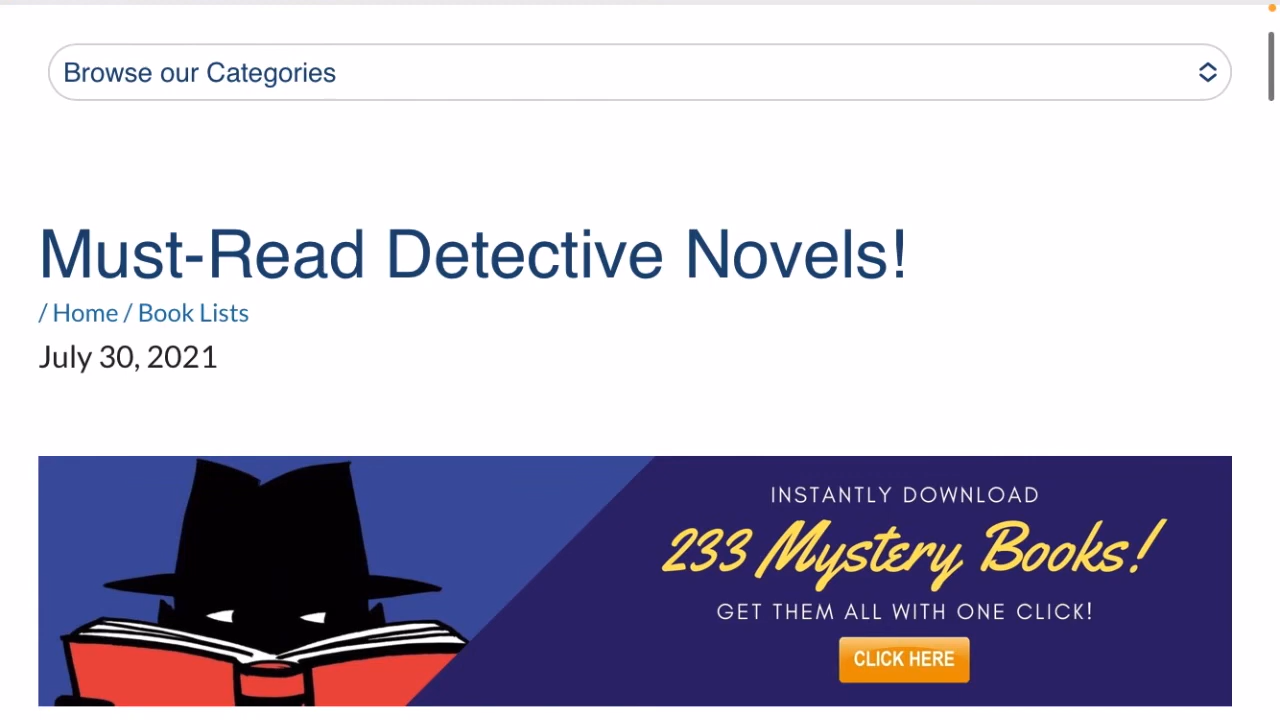 Browse our Categories
Must-Read Detective Novels!
/ Home / Book Lists
July 30, 2021
INSTANTLY DOWNLOAD
233 Mystery Books!
GET THEM ALL WITH ONE CLICK!
CLICK HERE